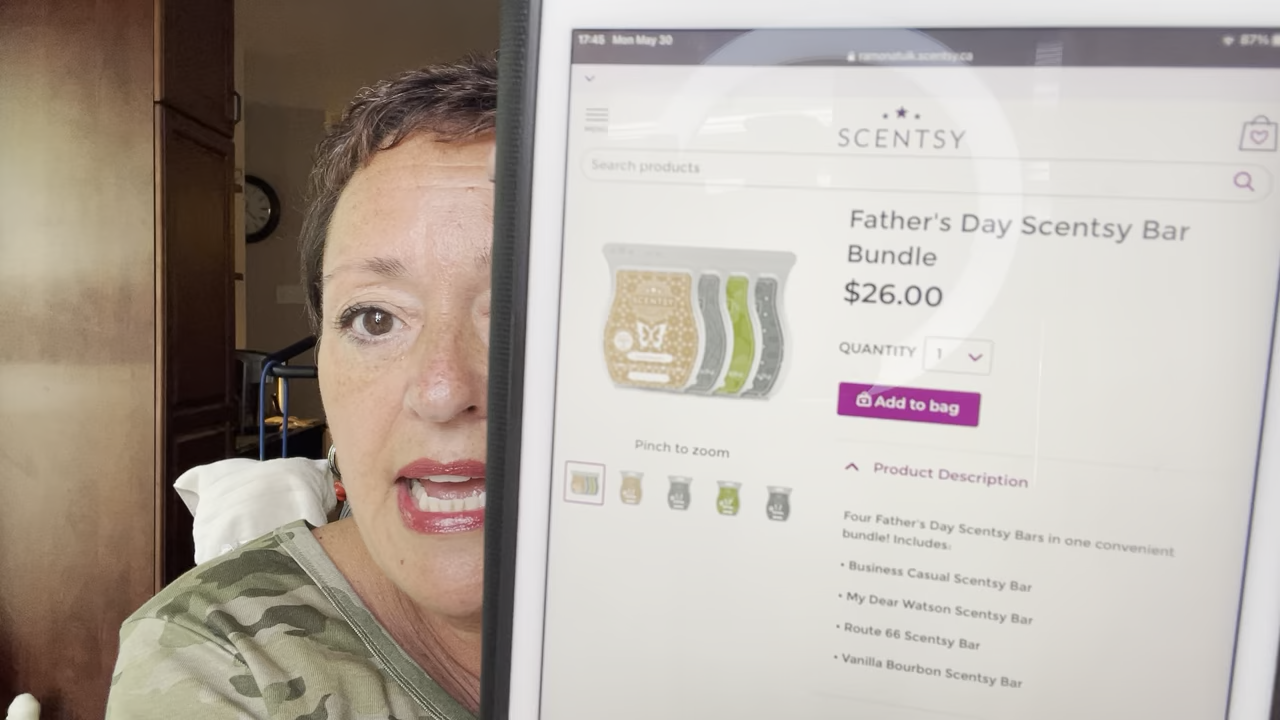 17:45 Mon May 30
87%
MENU
SCENTSY
Search products
Father's Day Scentsy Bar
Bundle
$26.00
QUANTITY 1
Add to bag
SCENTSY
Pinch to zoom
Product Description
Four Father's Day Scentsy Bars in one convenient
bundle! Includes:
• Business Casual Scentsy Bar
• My Dear Watson Scentsy Bar
• Route 66 Scentsy Bar
• Vanilla Bourbon Scentsy Bar